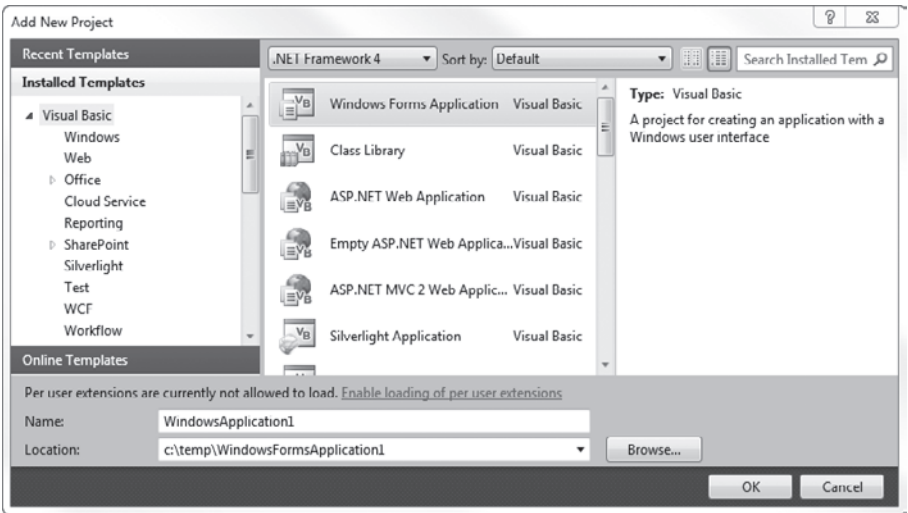 Add New Project
Recent Templates
.NET Framework 4
Sort by: Default
Search Installed Tem
Installed Templates
Visual Basic
Windows
Web
Office
Cloud Service
Reporting
SharePoint
Silverlight
Test
WCF
Workflow
Online Templates
Windows Forms Application Visual Basic
Class Library Visual Basic
ASP.NET Web Application Visual Basic
Empty ASP.NET Web Applica... Visual Basic
ASP.NET MVC 2 Web Applic... Visual Basic
Silverlight Application Visual Basic
Type: Visual Basic
A project for creating an application with a
Windows user interface
Per user extensions are currently not allowed to load. Enable loading of per user extensions
Name: WindowsApplication1
Location: c:\temp\WindowsFormsApplication1
Browse...
OK Cancel